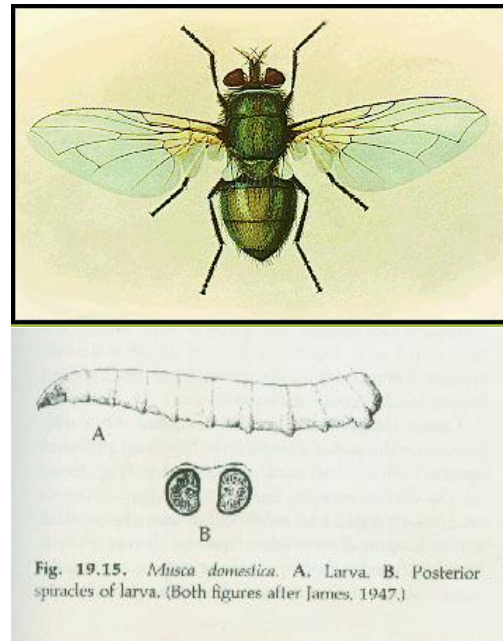 A
B
Fig. 19.15. Musca domestica. A. Larva. B. Posterior
spiracles of larva. (Both figures after James, 1947.)